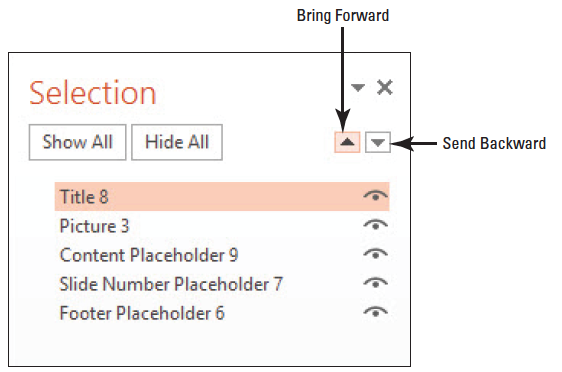 Bring Forward
Selection
Show All Hide All
Send Backward
Title 8
Picture 3
Content Placeholder 9
Slide Number Placeholder 7
Footer Placeholder 6